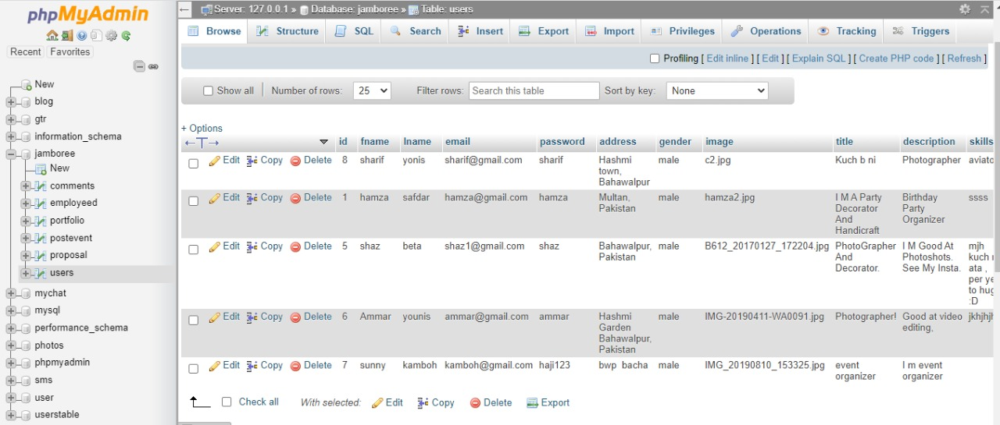 phpMyAdmin
Recent Favorites
New
blog
gtr
information_schema
jamboree
New
comments
employeed
portfolio
postevent
proposal
users
mychat
mysql
performance_schema
photos
phpmyadmin
sms
user
userstable
Server: 127.0.0.1 » Database: jamboree » Table: users
Browse Structure SQL Search Insert Export Import Privileges Operations Tracking Triggers
Profiling [ Edit inline ] [ Edit ] [ Explain SQL ] [ Create PHP code ] [ Refresh ]
Show all Number of rows: 25 Filter rows: Search this table Sort by key: None
+ Options
id fname lname email password address gender image title description skills
Edit Copy Delete 8 sharif yonis sharif@gmail.com sharif Hashmi male c2.jpg Kuch b ni Photographer aviato
town,
Bahawalpur
Edit Copy Delete 1 hamza safdar hamza@gmail.com hamza Multan, male hamza2.jpg I M A Party Birthday ssss
Pakistan Decorator Party
And Organizer
Handicraft
Edit Copy Delete 5 shaz beta shaz1@gmail.com shaz Bahawalpur, male B612_20170127_172204.jpg PhotoGrapher I M Good At mjh
Pakistan And Photoshots. kuch
Decorator. See My Insta. ata ,
per ye
to hug
:D
Edit Copy Delete 6 Ammar younis ammar@gmail.com ammar Hashmi male IMG-20190411-WA0091.jpg Photographer! Good at video jkhjhjh
Garden editing,
Bahawalpur,
Pakistan
Edit Copy Delete 7 sunny kamboh kamboh@gmail.com haji123 bwp bacha male IMG_20190810_153325.jpg event I m event
organizer organizer
Check all With selected: Edit Copy Delete Export